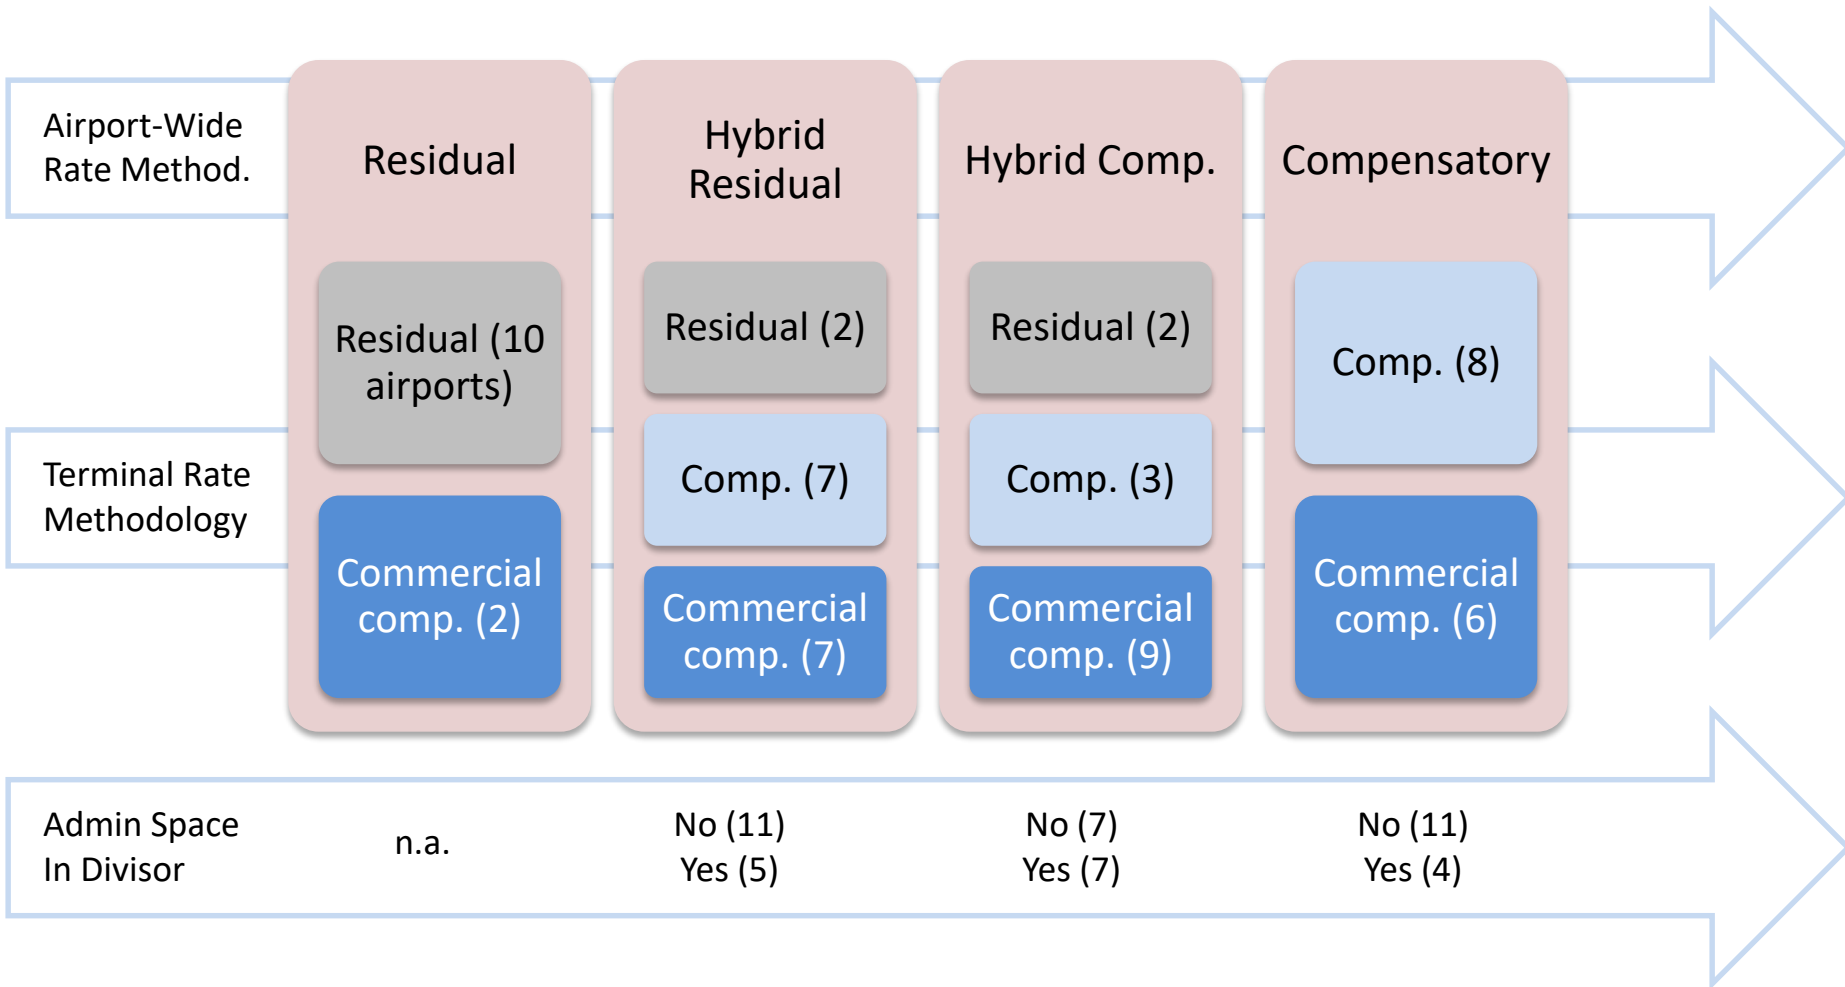 Airport-Wide
Rate Method.
Residual
Hybrid
Residual
Hybrid Comp.
Compensatory
Terminal Rate
Methodology
Residual (10
airports)
Commercial
comp. (2)
Residual (2)
Comp. (7)
Commercial
comp. (7)
Residual (2)
Comp. (3)
Commercial
comp. (9)
Comp. (8)
Commercial
comp. (6)
Admin Space
In Divisor
n.a.
No (11)
Yes (5)
No (7)
Yes (7)
No (11)
Yes (4)